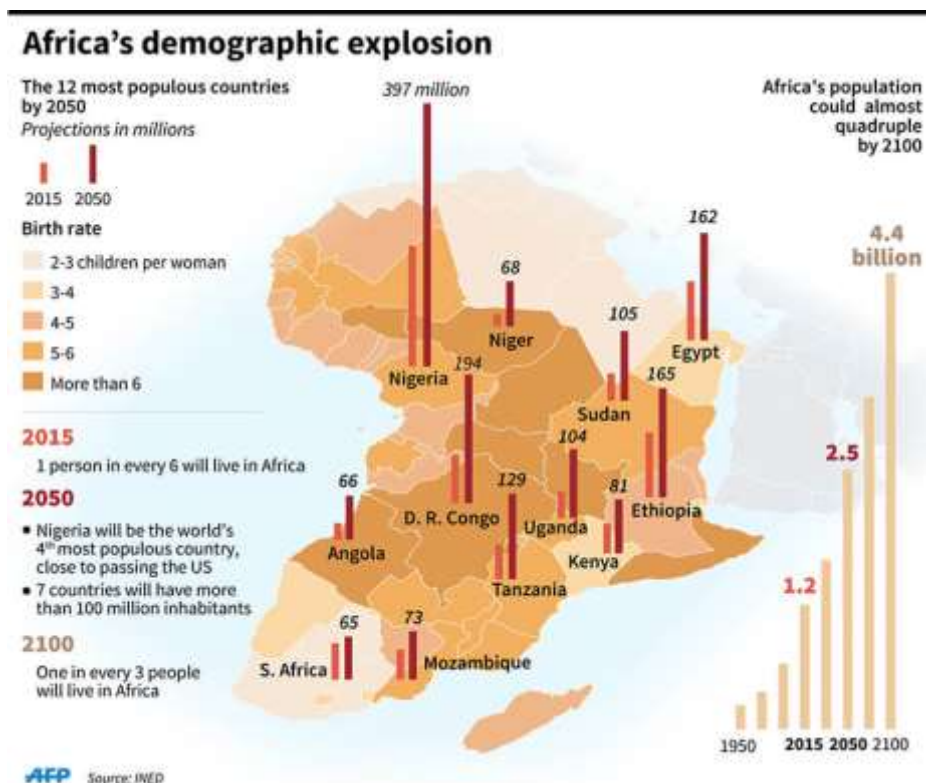 Africa's demographic explosion
The 12 most populous countries
by 2050
Projections in millions
2015 2050
Birth rate
2-3 children per woman
3-4
4-5
5-6
More than 6
2015
1 person in every 6 will live in Africa
2050
▪ Nigeria will be the world's
4th most populous country,
close to passing the US
▪ 7 countries will have more
than 100 million inhabitants
2100
One in every 3 people
will live in Africa
397 million
Nigeria
68
Niger
162
Egypt
105
Sudan
194
D. R. Congo
165
Ethiopia
104
Uganda
129
Tanzania
81
Kenya
66
Angola
65
S. Africa
73
Mozambique
Africa's population
could almost
quadruple
by 2100
4.4
billion
2.5
1.2
1950 2015 2050 2100
AFP Source: INED